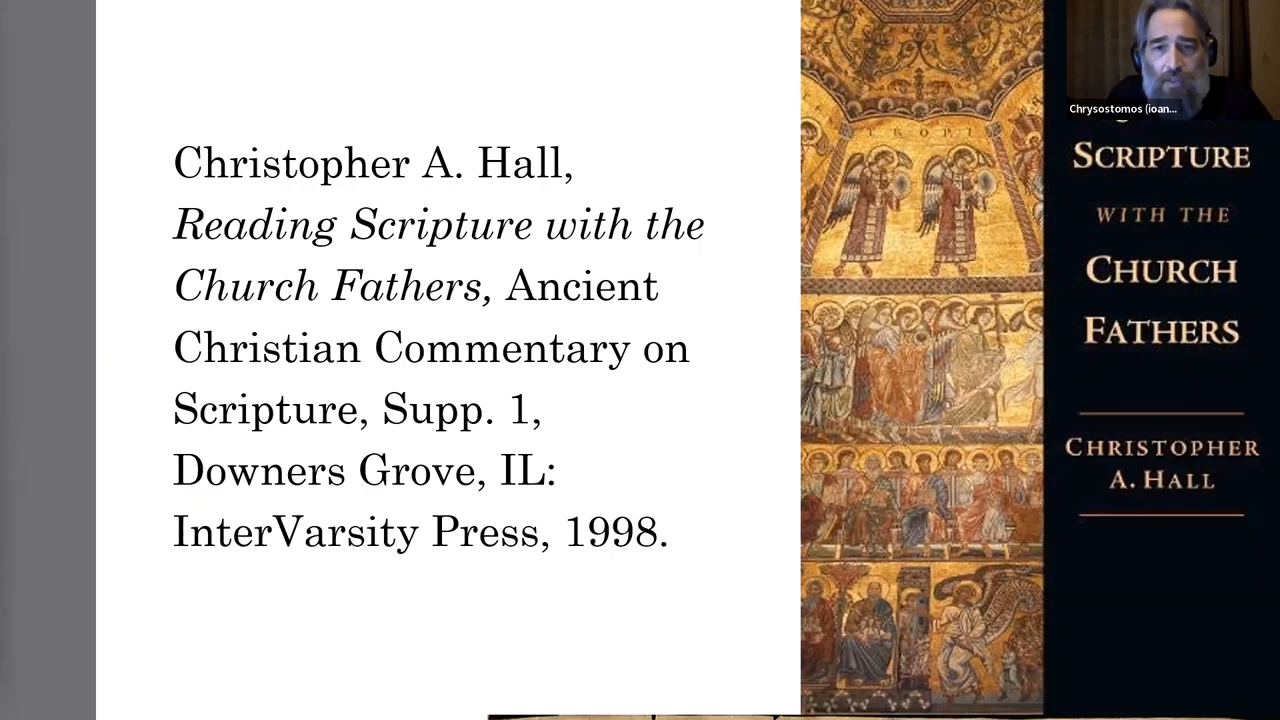 Christopher A. Hall,
Reading Scripture with the
Church Fathers, Ancient
Christian Commentary on
Scripture, Supp. 1,
Downers Grove, IL:
InterVarsity Press, 1998.
Chrysostomos (ioan...
SCRIPTURE
WITH THE
CHURCH
FATHERS
CHRISTOPHER
A. HALL